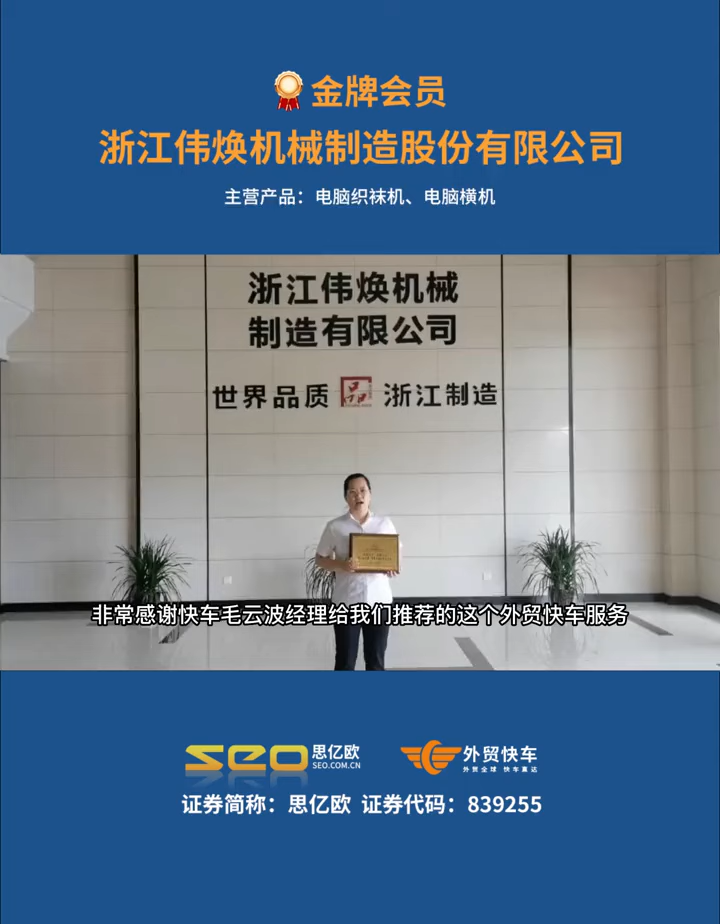 金牌会员
浙江伟焕机械制造股份有限公司
主营产品：电脑织袜机、电脑横机
浙江伟焕机械
制造有限公司
世界品质 品 浙江制造
非常感谢快车毛云波经理给我们推荐的这个外贸快车服务
seo 思亿欧 SEO.COM.CN 外贸快车 外贸全球 快车直达
证券简称：思亿欧 证券代码：839255